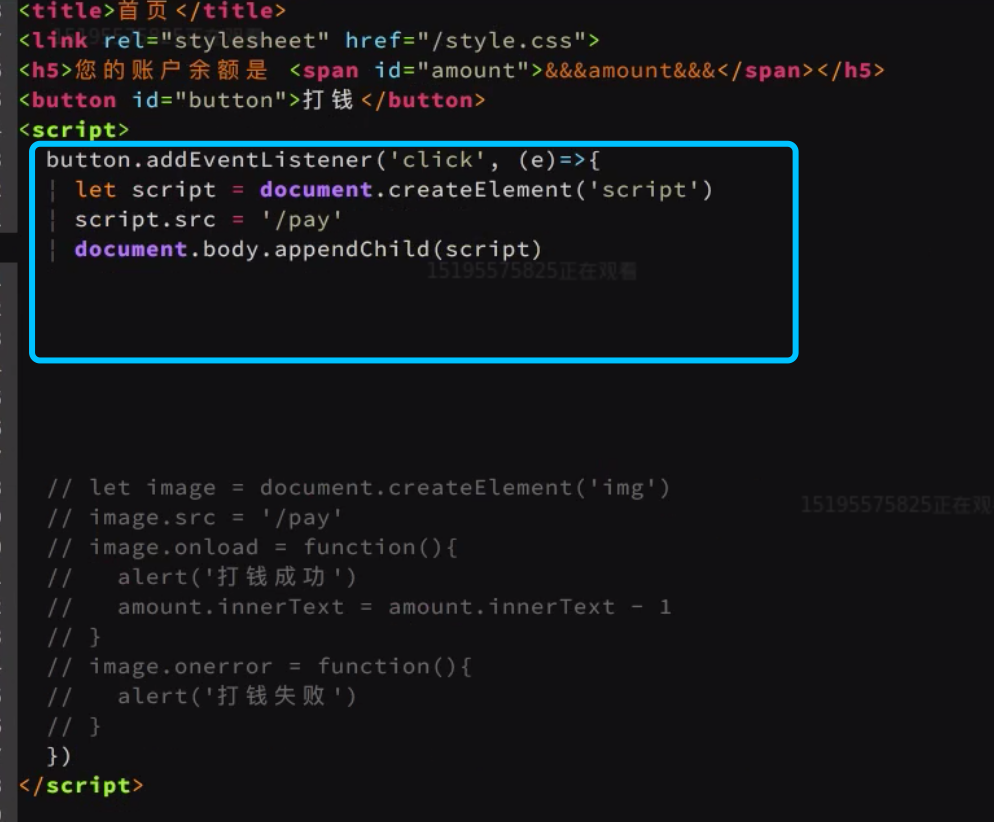 <title>首页</title>
<link rel="stylesheet" href="/style.css">
<h5>您的账户余额是 <span id="amount">&&&amount&&&</span></h5>
<button id="button">打钱</button>
<script>
button.addEventListener('click', (e)=>{
let script = document.createElement('script')
script.src = '/pay'
document.body.appendChild(script)
15195575825正在观看
// let image = document.createElement('img')
15195575825正在观
// image.src = '/pay'
// image.onload = function(){
//   alert('打钱成功')
//   amount.innerText = amount.innerText - 1
// }
// image.onerror = function(){
//   alert('打钱失败')
// }
})
</script>